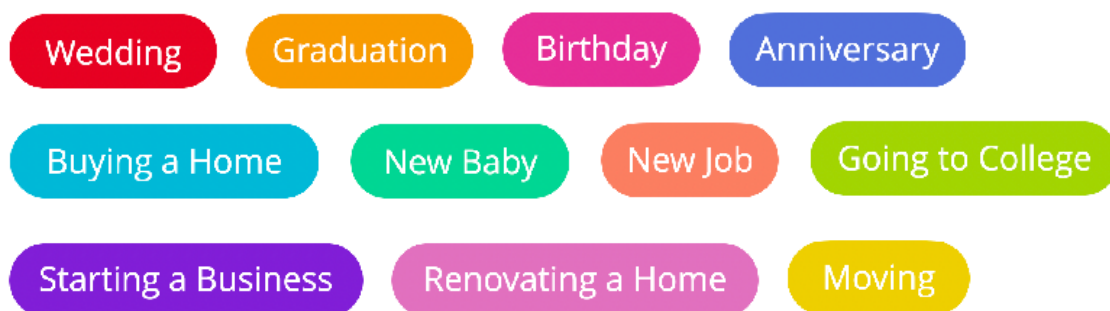 Wedding Graduation Birthday Anniversary
Buying a Home New Baby New Job Going to College
Starting a Business Renovating a Home Moving